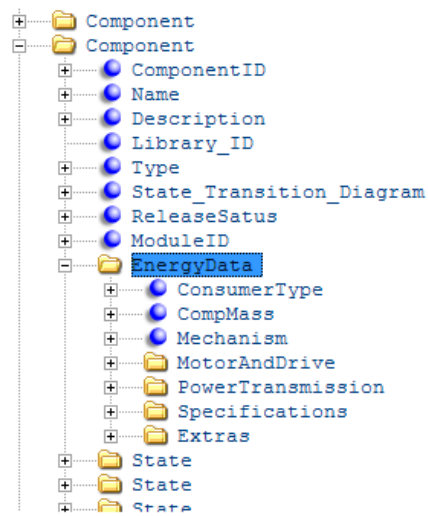 Component
Component
ComponentID
Name
Description
Library_ID
Type
State_Transition_Diagram
ReleaseSatus
ModuleID
EnergyData
ConsumerType
CompMass
Mechanism
MotorAndDrive
PowerTransmission
Specifications
Extras
State
State
State